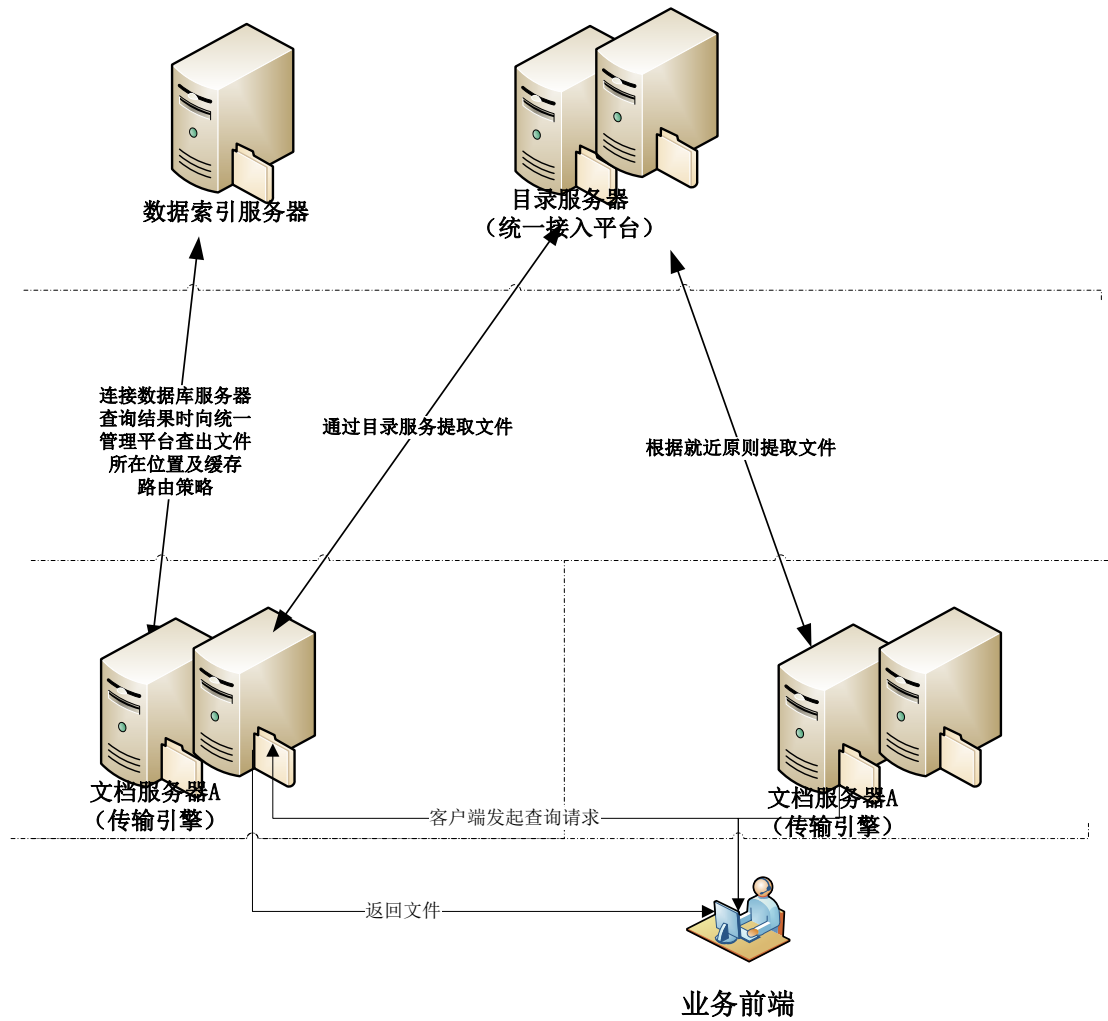 数据索引服务器
目录服务器
（统一接入平台）
连接数据库服务器
查询结果时向统一
管理平台查出文件
所在位置及缓存
路由策略
通过目录服务提取文件
根据就近原则提取文件
文档服务器A
（传输引擎）
文档服务器A
（传输引擎）
客户端发起查询请求
返回文件
业务前端